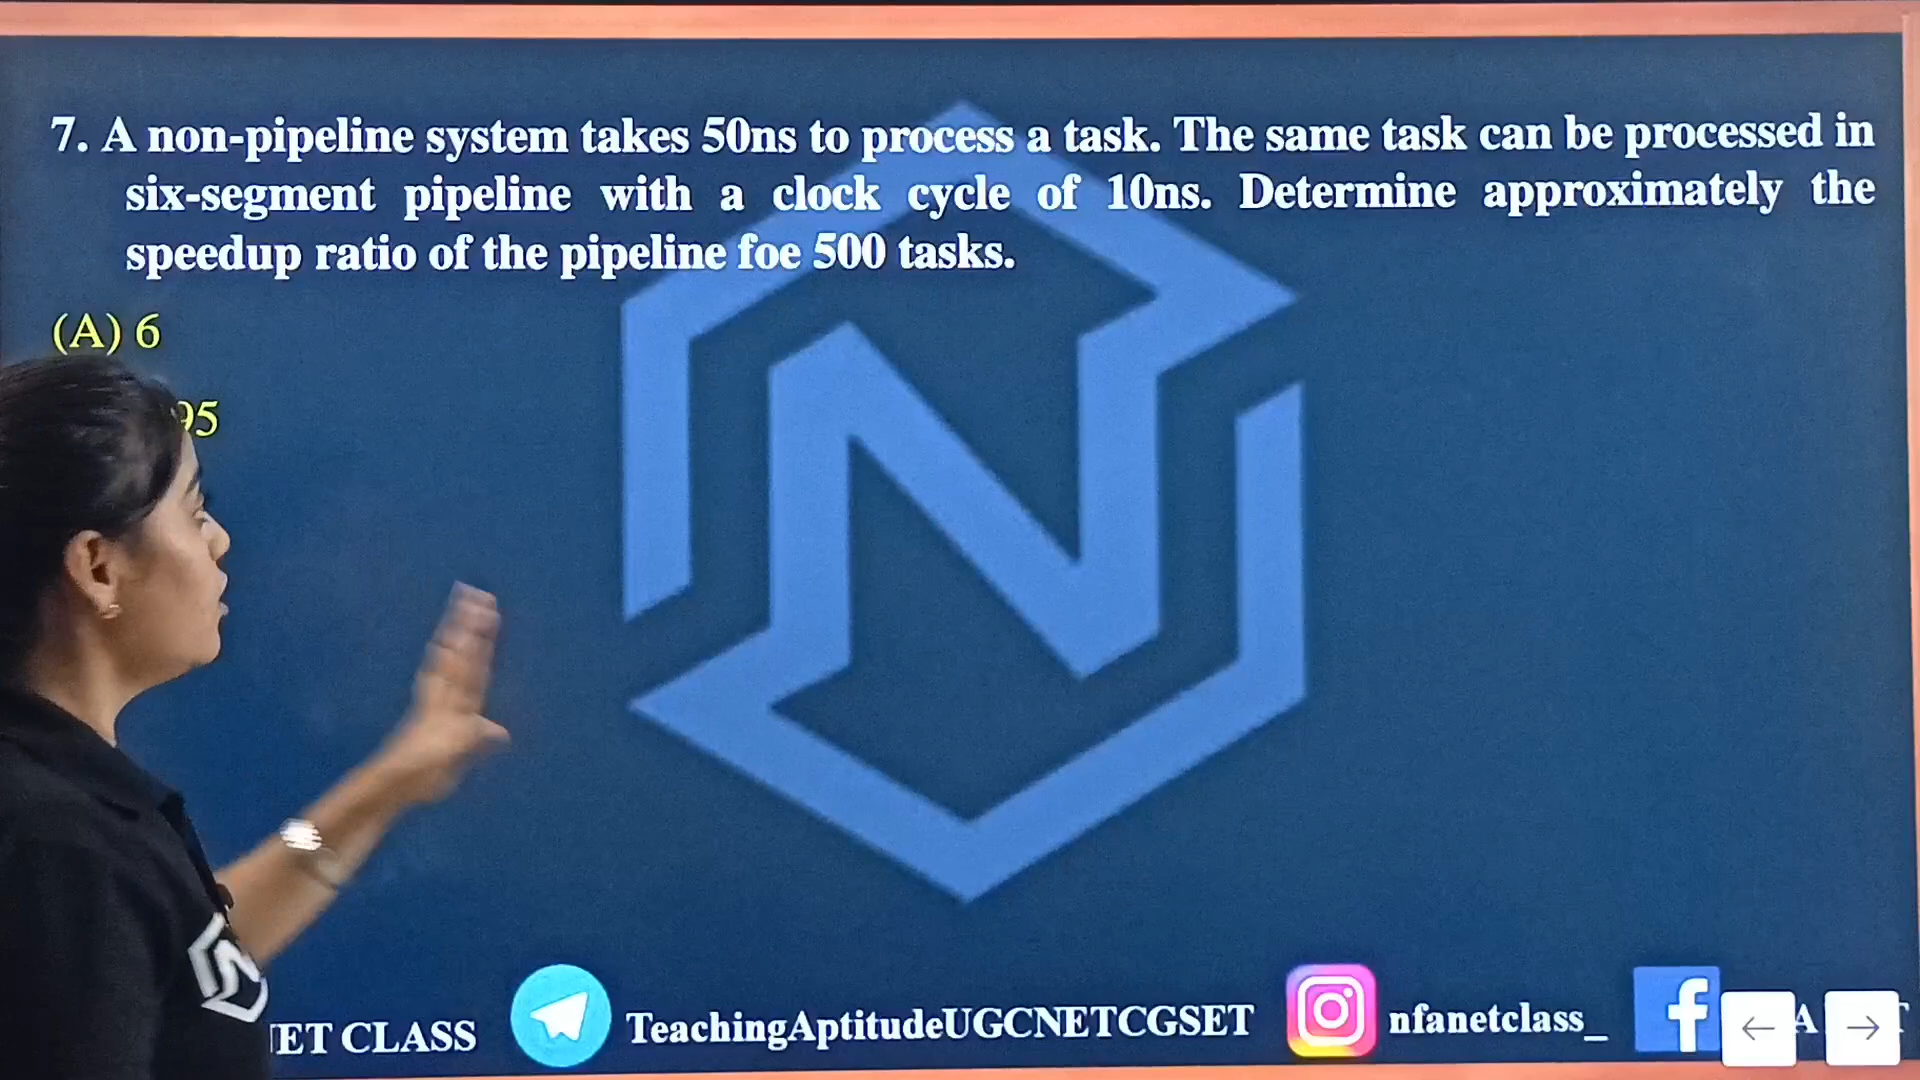 7. A non-pipeline system takes 50ns to process a task. The same task can be processed in
six-segment pipeline with a clock cycle of 10ns. Determine approximately the
speedup ratio of the pipeline foe 500 tasks.
(A) 6
95
NET CLASS
TeachingAptitudeUGCNETCGSET
nfanetclass_